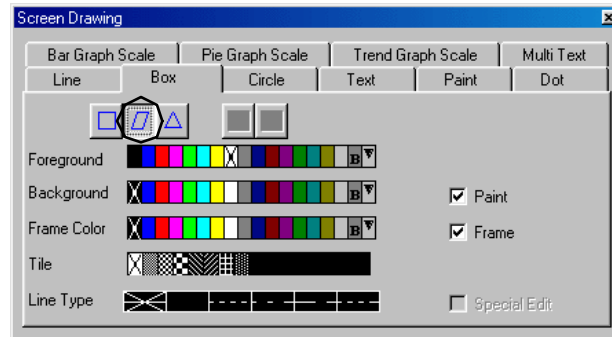 Screen Drawing
Bar Graph Scale Pie Graph Scale Trend Graph Scale Multi Text
Line Box Circle Text Paint Dot
Foreground B
Background B Paint
Frame Color B Frame
Tile
Line Type Special Edit